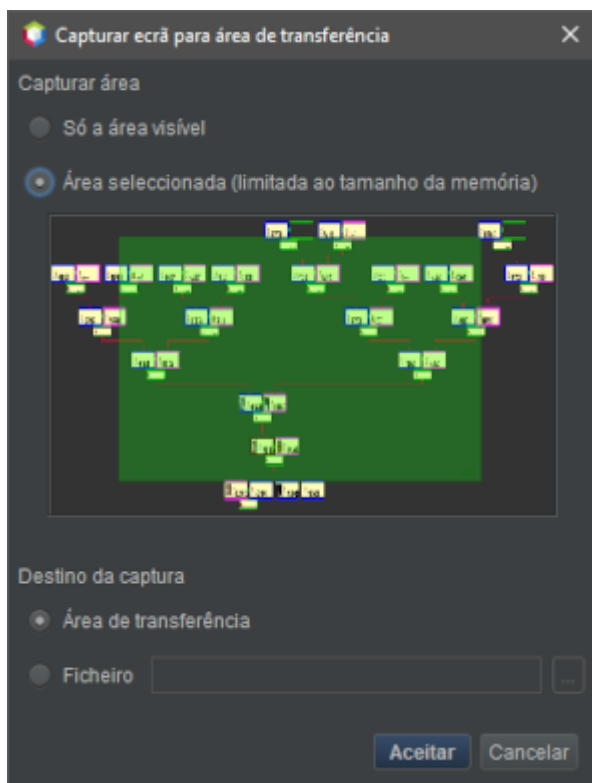 Capturar ecrã para área de transferência
Capturar área
Só a área visível
Área seleccionada (limitada ao tamanho da memória)
Destino da captura
Área de transferência
Ficheiro
...
Aceitar Cancelar